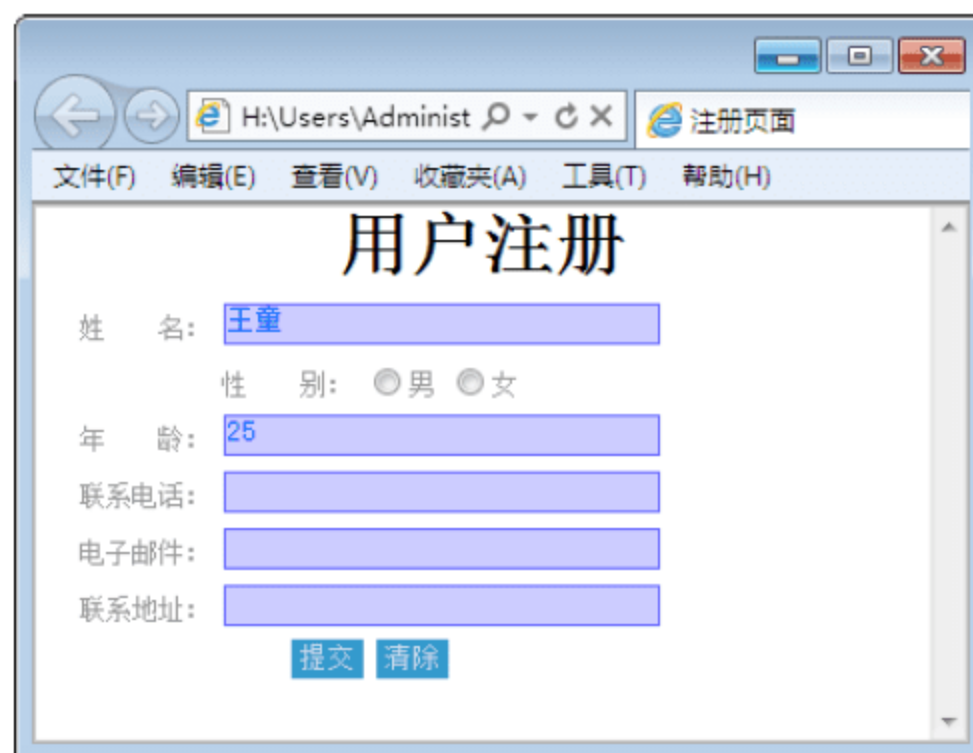 H:\Users\Administ
注册页面
文件(F) 编辑(E) 查看(V) 收藏夹(A) 工具(T) 帮助(H)
用户注册
姓 名: 王童
性 别: 男 女
年 龄: 25
联系电话:
电子邮件:
联系地址:
提交 清除